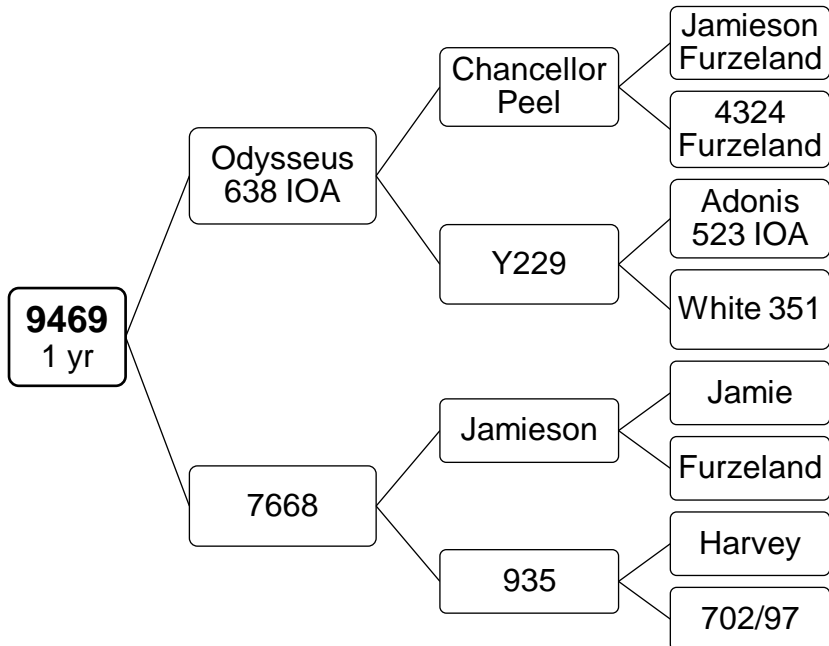 Jamieson
Furzeland
Chancellor
Peel
4324
Furzeland
Odysseus
638 IOA
Adonis
523 IOA
Y229
White 351
9469
1 yr
Jamie
Jamieson
Furzeland
7668
Harvey
935
702/97